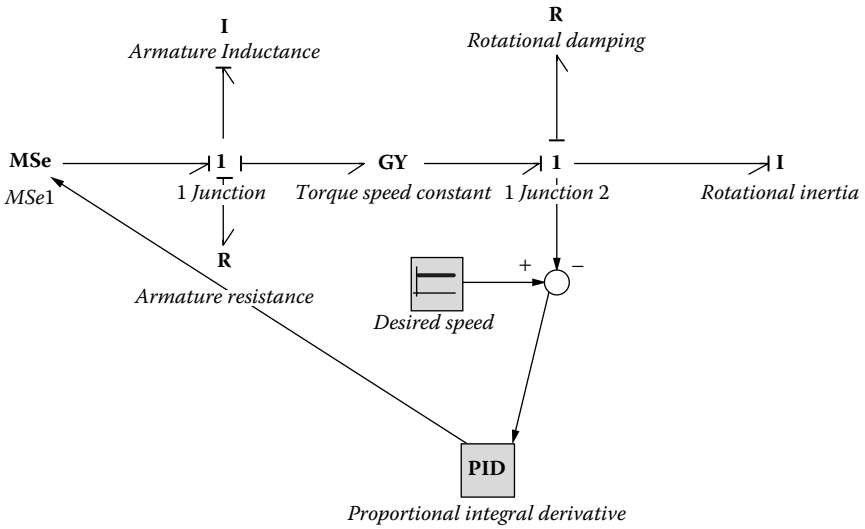 I
Armature Inductance
R
Rotational damping
MSe
1
GY
1
I
MSe1
1 Junction
Torque speed constant
1 Junction 2
Rotational inertia
R
Armature resistance
+
−
Desired speed
PID
Proportional integral derivative